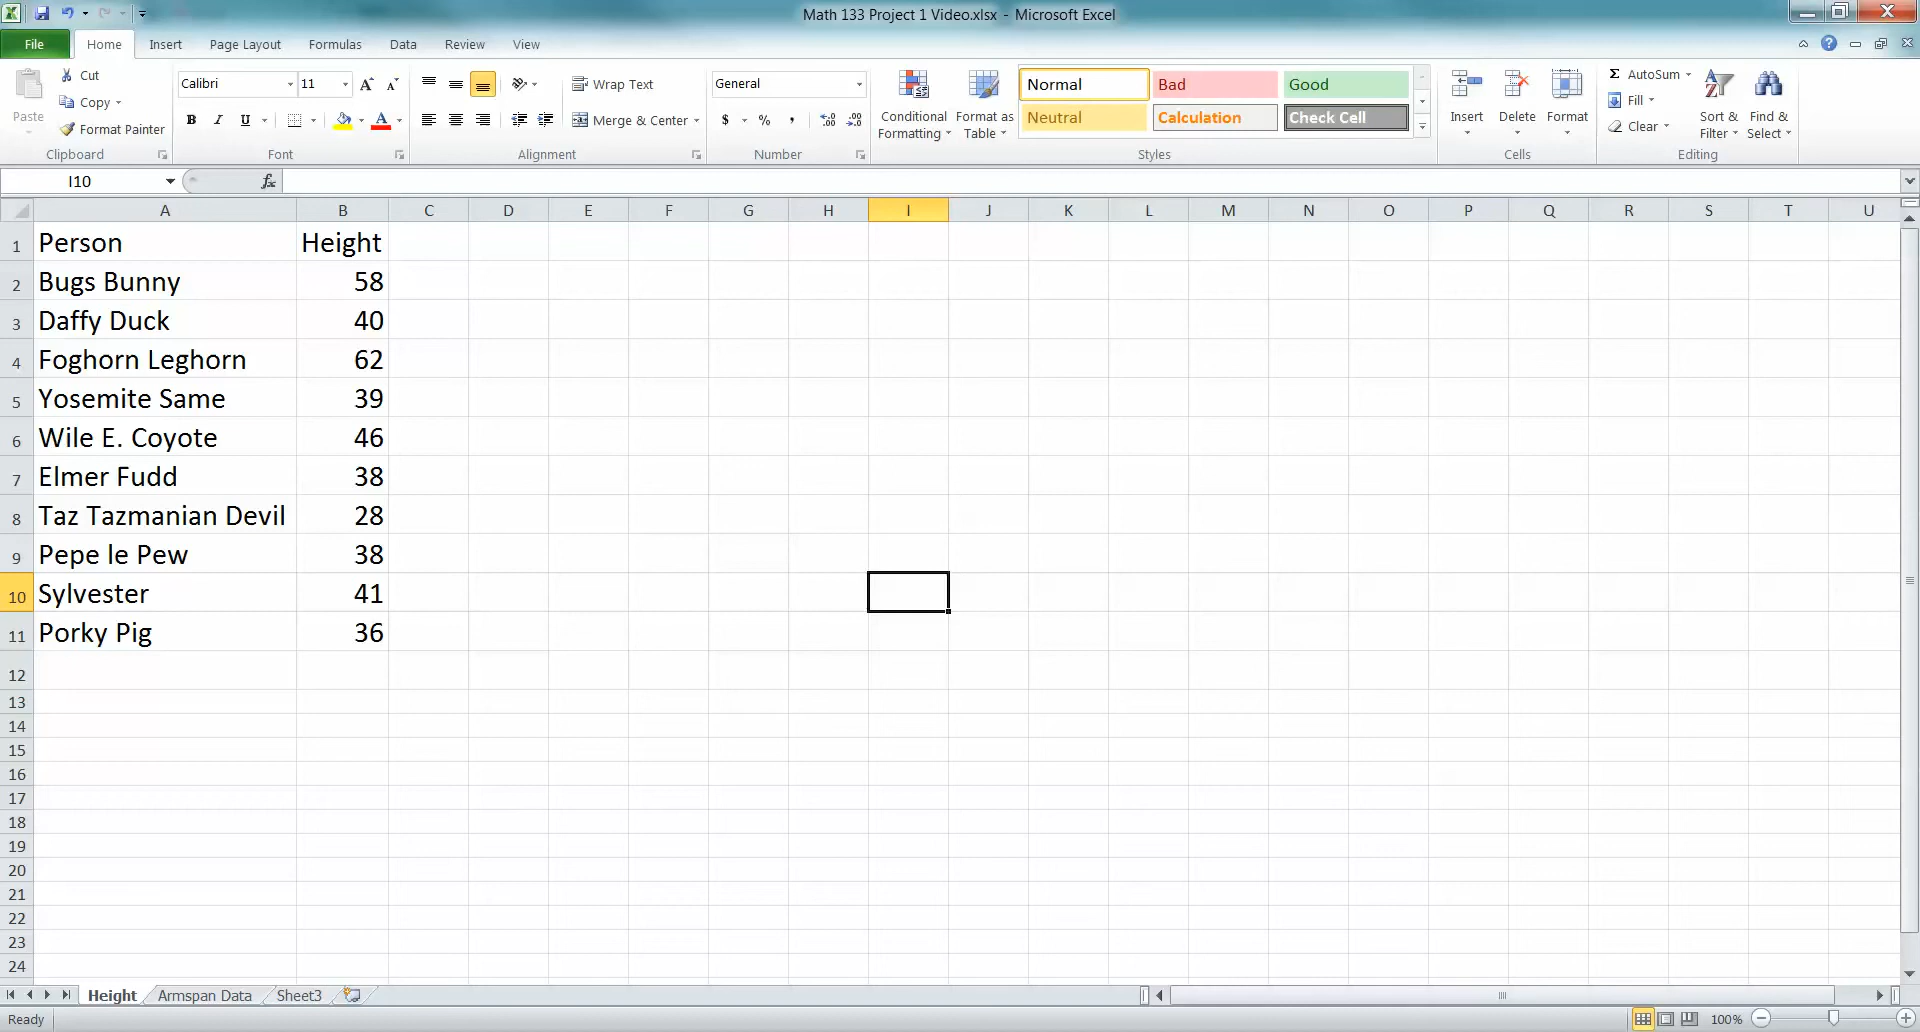 Math 133 Project 1 Video.xlsx - Microsoft Excel
File Home Insert Page Layout Formulas Data Review View
Paste
Cut
Copy
Format Painter
Clipboard
Calibri 11
B I U
Font
Wrap Text
Merge & Center
Alignment
General
$ % ,
Number
Conditional Formatting
Format as Table
Normal Bad Good
Neutral Calculation Check Cell
Styles
Insert Delete Format
Cells
Σ AutoSum
Fill
Clear
Sort & Filter
Find & Select
Editing
I10 fx
A B C D E F G H I J K L M N O P Q R S T U
1 Person Height
2 Bugs Bunny 58
3 Daffy Duck 40
4 Foghorn Leghorn 62
5 Yosemite Same 39
6 Wile E. Coyote 46
7 Elmer Fudd 38
8 Taz Tazmanian Devil 28
9 Pepe le Pew 38
10 Sylvester 41
11 Porky Pig 36
12
13
14
15
16
17
18
19
20
21
22
23
24
Height Armspan Data Sheet3
Ready 100%